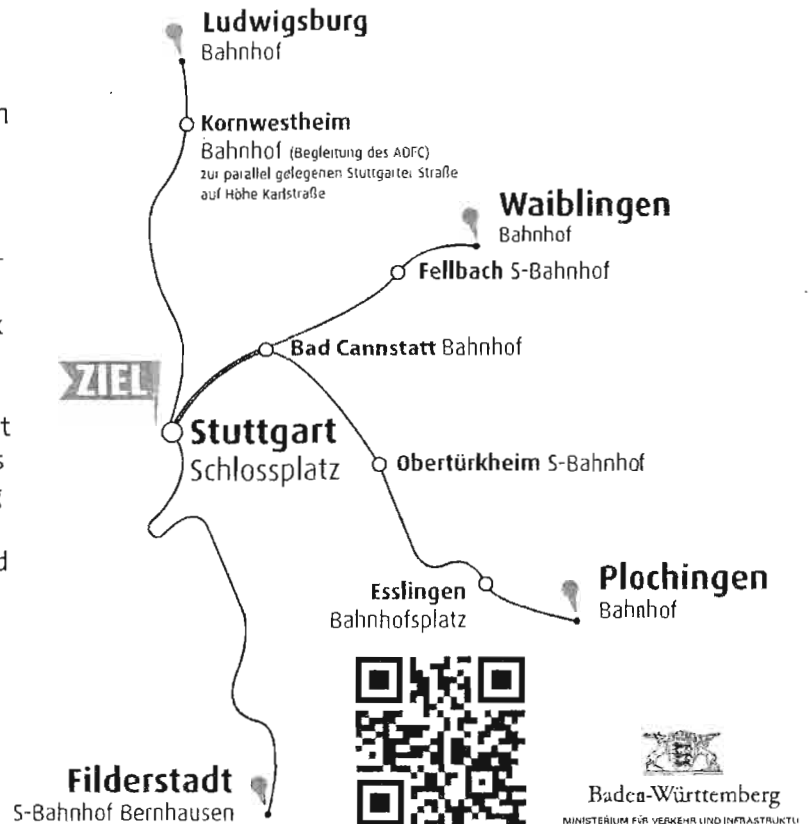 Ludwigsburg
Bahnhof
Kornwestheim
Bahnhof (Begleitung des ADFC)
zur parallel gelegenen Stuttgarter Straße
auf Höhe Karlstraße
Waiblingen
Bahnhof
Fellbach S-Bahnhof
Bad Cannstatt Bahnhof
ZIEL
Stuttgart
Schlossplatz
Obertürkheim S-Bahnhof
Esslingen
Bahnhofsplatz
Plochingen
Bahnhof
Filderstadt
S-Bahnhof Bernhausen
Baden-Württemberg
MINISTERIUM FÜR VERKEHR UND